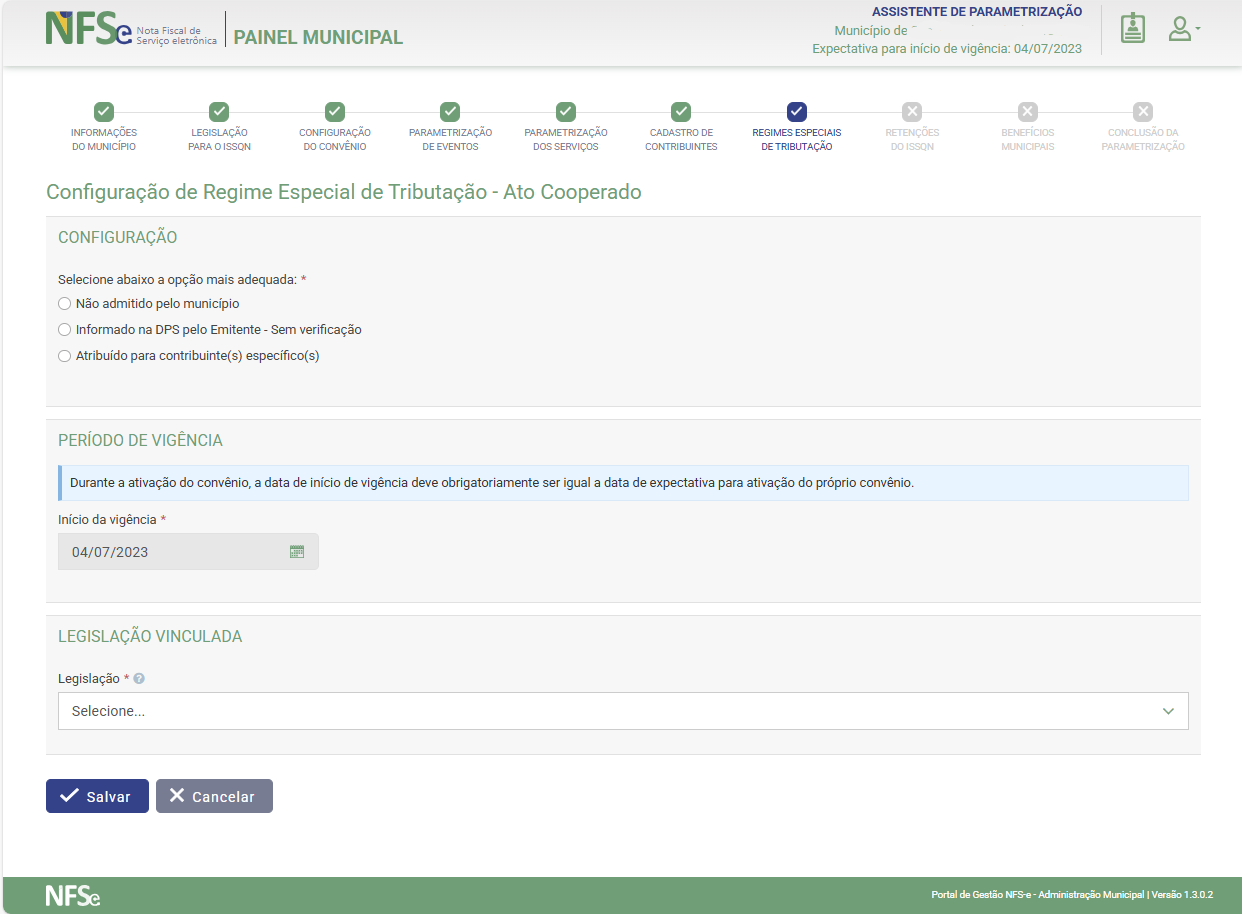 NFSe Nota Fiscal de
Serviço eletrônica
PAINEL MUNICIPAL
ASSISTENTE DE PARAMETRIZAÇÃO
Município de
Expectativa para início de vigência: 04/07/2023
INFORMAÇÕES
DO MUNICÍPIO
LEGISLAÇÃO
PARA O ISSQN
CONFIGURAÇÃO
DO CONVÊNIO
PARAMETRIZAÇÃO
DE EVENTOS
PARAMETRIZAÇÃO
DOS SERVIÇOS
CADASTRO DE
CONTRIBUINTES
REGIMES ESPECIAIS
DE TRIBUTAÇÃO
RETENÇÕES
DO ISSQN
BENEFÍCIOS
MUNICIPAIS
CONCLUSÃO DA
PARAMETRIZAÇÃO
Configuração de Regime Especial de Tributação - Ato Cooperado
CONFIGURAÇÃO
Selecione abaixo a opção mais adequada: *
Não admitido pelo município
Informado na DPS pelo Emitente - Sem verificação
Atribuído para contribuinte(s) específico(s)
PERÍODO DE VIGÊNCIA
Durante a ativação do convênio, a data de início de vigência deve obrigatoriamente ser igual a data de expectativa para ativação do próprio convênio.
Início da vigência *
04/07/2023
LEGISLAÇÃO VINCULADA
Legislação * ?
Selecione...
Salvar
Cancelar
NFSe
Portal de Gestão NFS-e - Administração Municipal | Versão 1.3.0.2